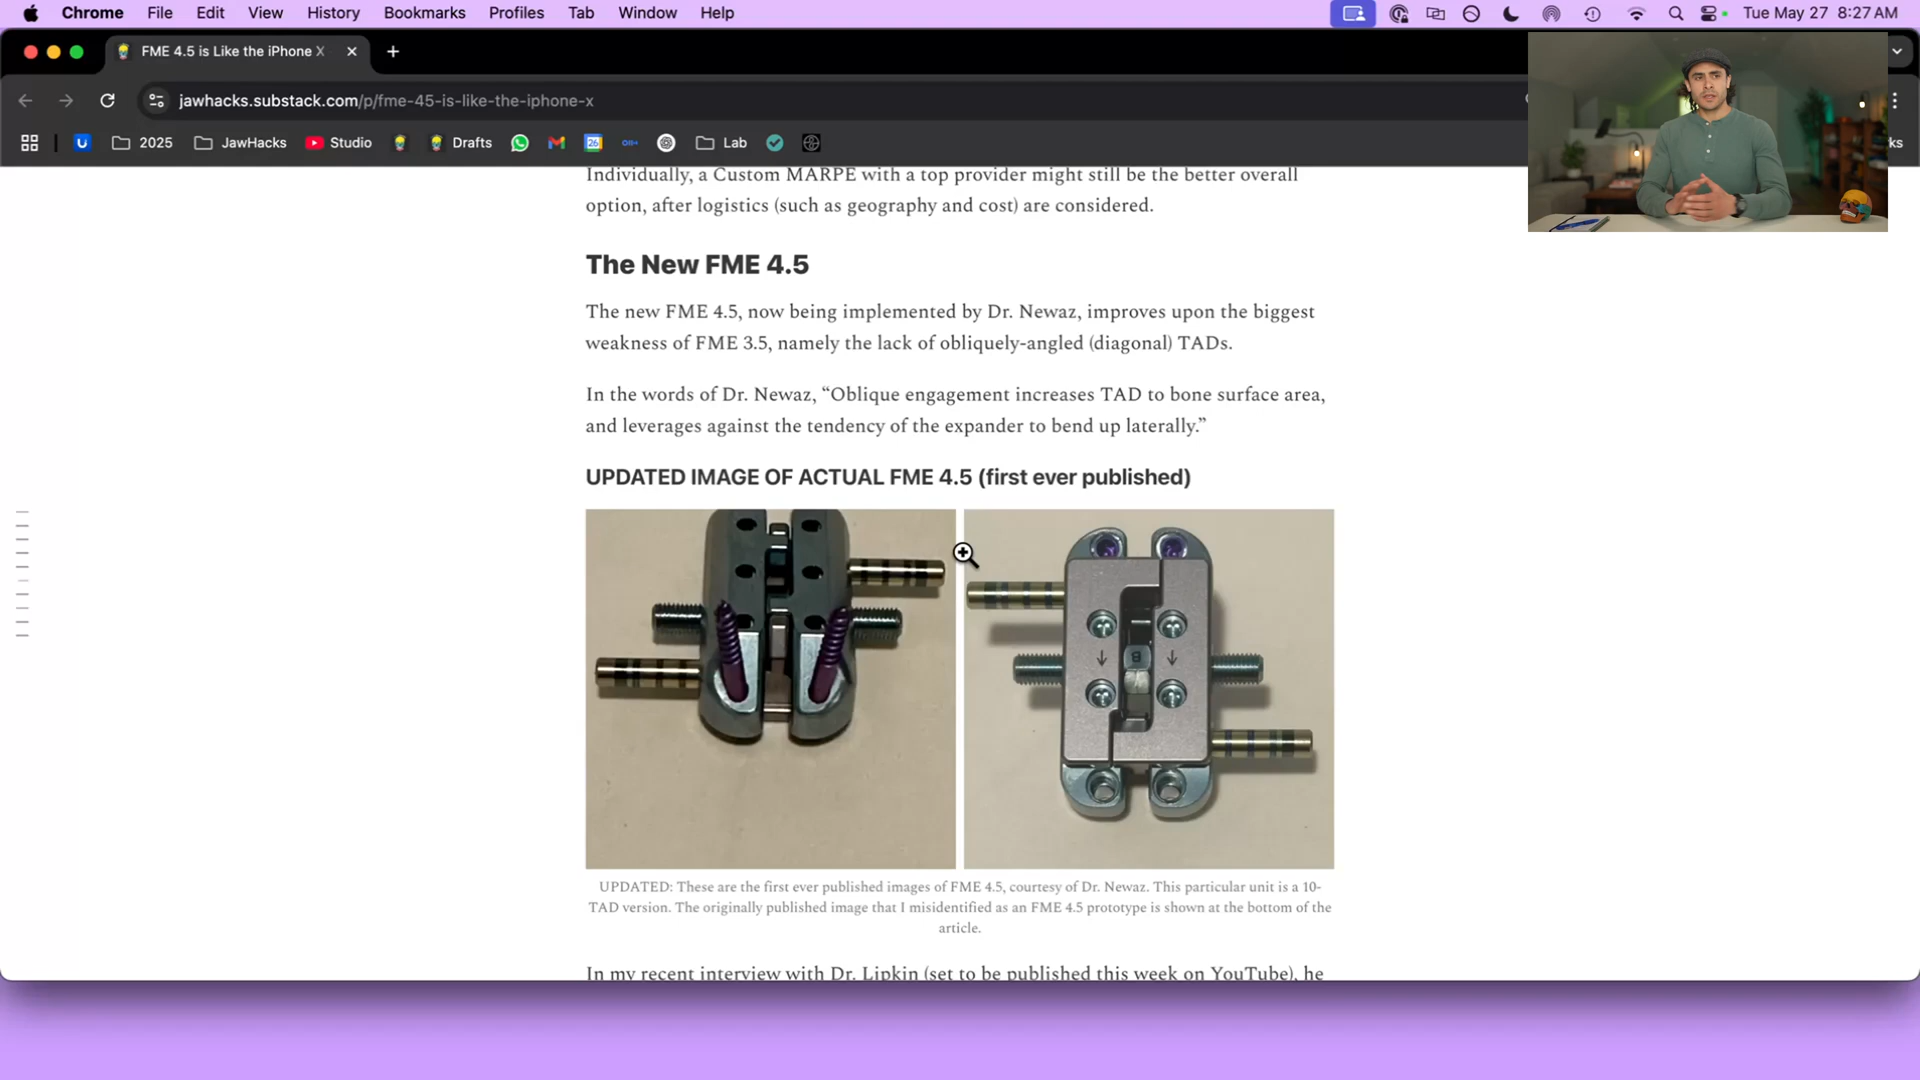 Chrome File Edit View History Bookmarks Profiles Tab Window Help Tue May 27 8:27 AM
FME 4.5 is Like the iPhone X
jawhacks.substack.com/p/fme-45-is-like-the-iphone-x
2025 JawHacks Studio Drafts 26 Lab ks
Individually, a Custom MARPE with a top provider might still be the better overall
option, after logistics (such as geography and cost) are considered.
The New FME 4.5
The new FME 4.5, now being implemented by Dr. Newaz, improves upon the biggest
weakness of FME 3.5, namely the lack of obliquely-angled (diagonal) TADs.
In the words of Dr. Newaz, “Oblique engagement increases TAD to bone surface area,
and leverages against the tendency of the expander to bend up laterally.”
UPDATED IMAGE OF ACTUAL FME 4.5 (first ever published)
B
UPDATED: These are the first ever published images of FME 4.5, courtesy of Dr. Newaz. This particular unit is a 10-
TAD version. The originally published image that I misidentified as an FME 4.5 prototype is shown at the bottom of the
article.
In my recent interview with Dr. Lipkin (set to be published this week on YouTube), he